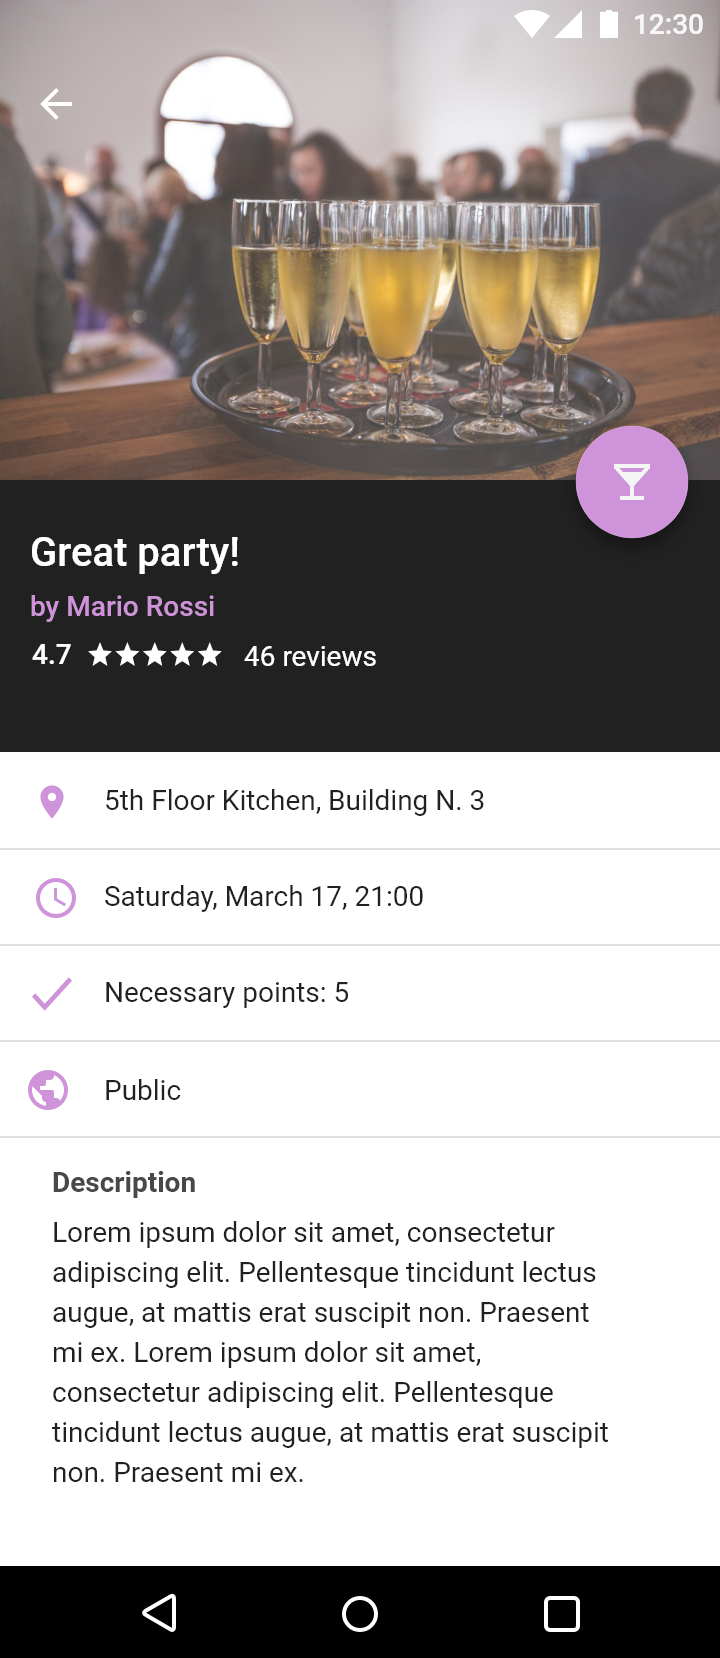 12:30
Great party!
by Mario Rossi
4.7 46 reviews
5th Floor Kitchen, Building N. 3
Saturday, March 17, 21:00
Necessary points: 5
Public
Description
Lorem ipsum dolor sit amet, consectetur
adipiscing elit. Pellentesque tincidunt lectus
augue, at mattis erat suscipit non. Praesent
mi ex. Lorem ipsum dolor sit amet,
consectetur adipiscing elit. Pellentesque
tincidunt lectus augue, at mattis erat suscipit
non. Praesent mi ex.